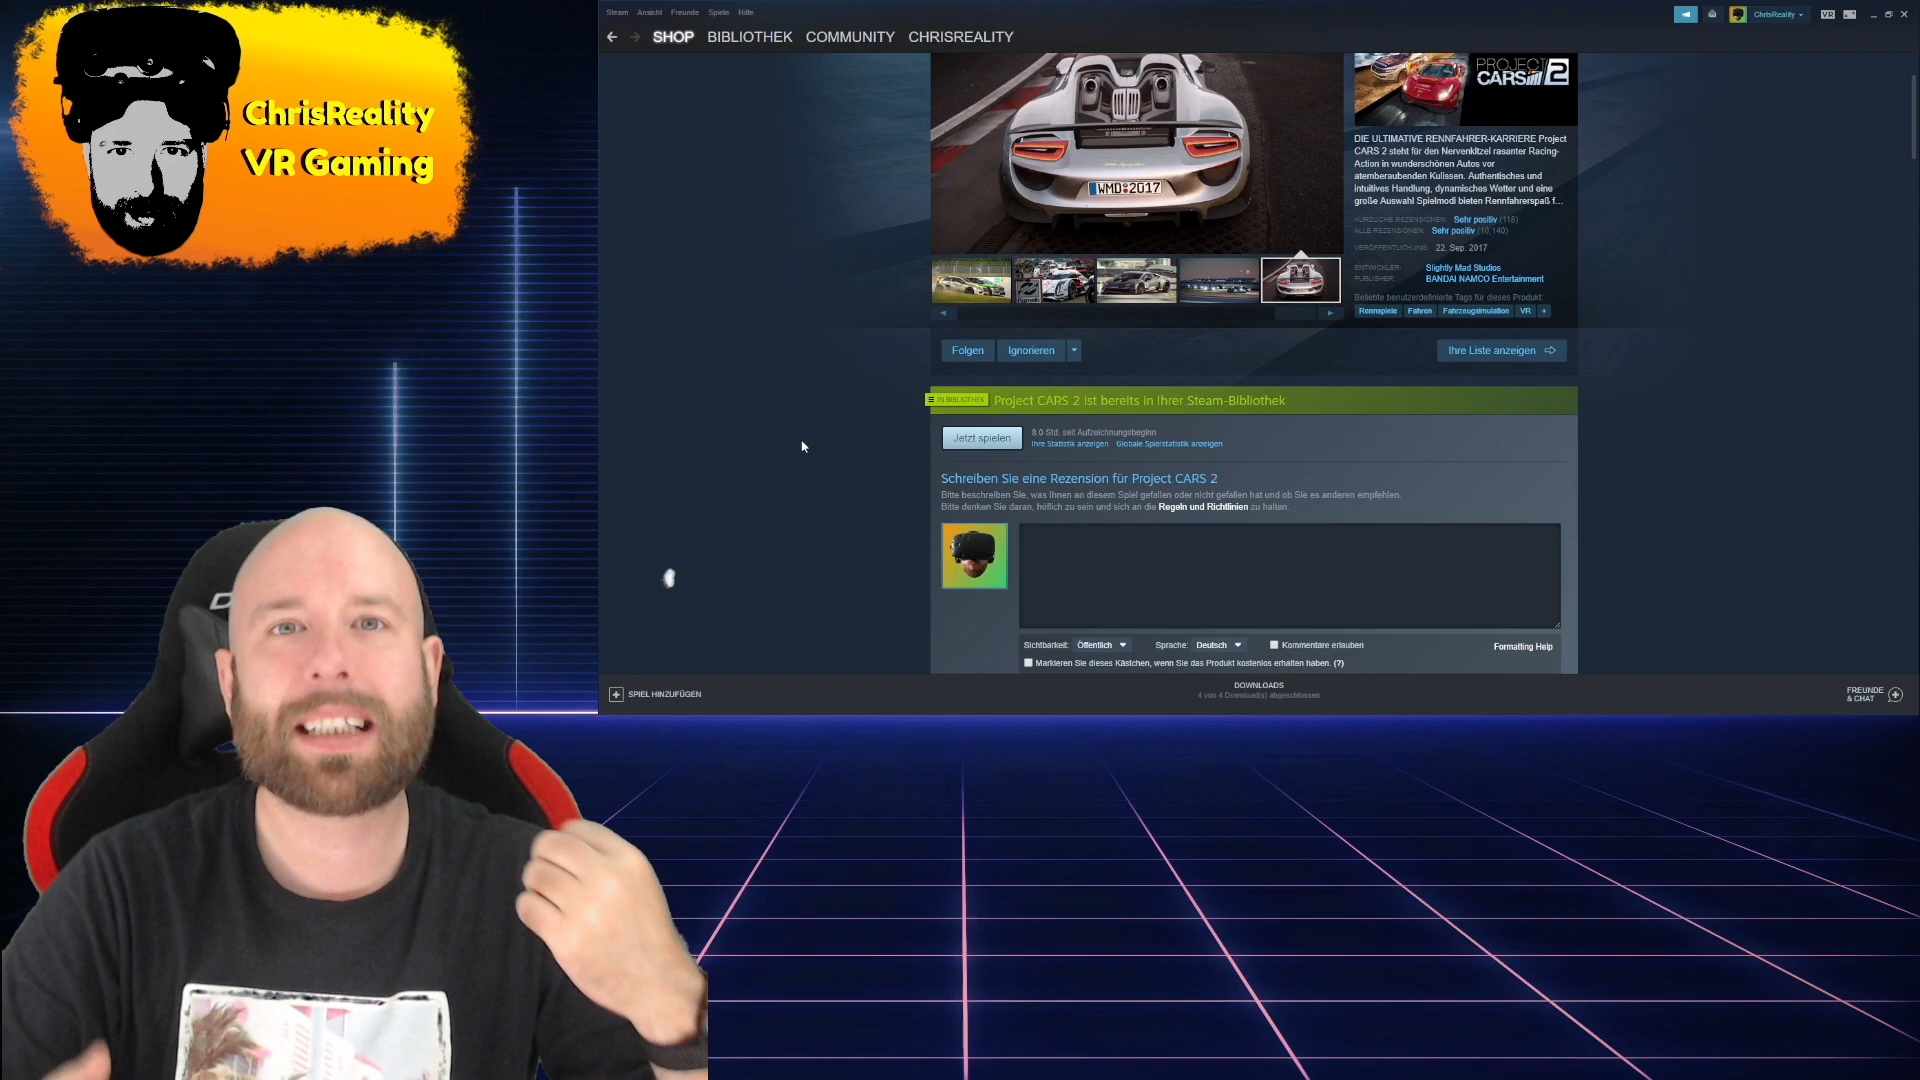 ChrisReality
VR Gaming
Steam Ansicht Freunde Spiele Hilfe
ChrisReality
VR
SHOP BIBLIOTHEK COMMUNITY CHRISREALITY
WMD 2017
PROJECT
CARS 2
DIE ULTIMATIVE RENNFAHRER-KARRIERE Project
CARS 2 steht für den Nervenkitzel rasanter Racing-
Action in wunderschönen Autos vor
atemberaubenden Kulissen. Authentisches und
intuitives Handlung, dynamisches Wetter und eine
große Auswahl Spielmodi bieten Rennfahrerspaß f...
KÜRZLICHE REZENSIONEN: Sehr positiv (118)
ALLE REZENSIONEN: Sehr positiv (10,140)
VERÖFFENTLICHUNG: 22. Sep. 2017
ENTWICKLER: Slightly Mad Studios
PUBLISHER: BANDAI NAMCO Entertainment
Beliebte benutzerdefinierte Tags für dieses Produkt:
Rennspiele Fahren Fahrzeugsimulation VR +
Folgen Ignorieren Ihre Liste anzeigen
IN BIBLIOTHEK Project CARS 2 ist bereits in Ihrer Steam-Bibliothek
Jetzt spielen
8.0 Std. seit Aufzeichnungsbeginn
Ihre Statistik anzeigen Globale Spielstatistik anzeigen
Schreiben Sie eine Rezension für Project CARS 2
Bitte beschreiben Sie, was Ihnen an diesem Spiel gefallen oder nicht gefallen hat und ob Sie es anderen empfehlen.
Bitte denken Sie daran, höflich zu sein und sich an die Regeln und Richtlinien zu halten.
Sichtbarkeit: Öffentlich Sprache: Deutsch Kommentare erlauben Formatting Help
Markieren Sie dieses Kästchen, wenn Sie das Produkt kostenlos erhalten haben. (?)
SPIEL HINZUFÜGEN
DOWNLOADS
4 von 4 Download(s) abgeschlossen
FREUNDE
& CHAT